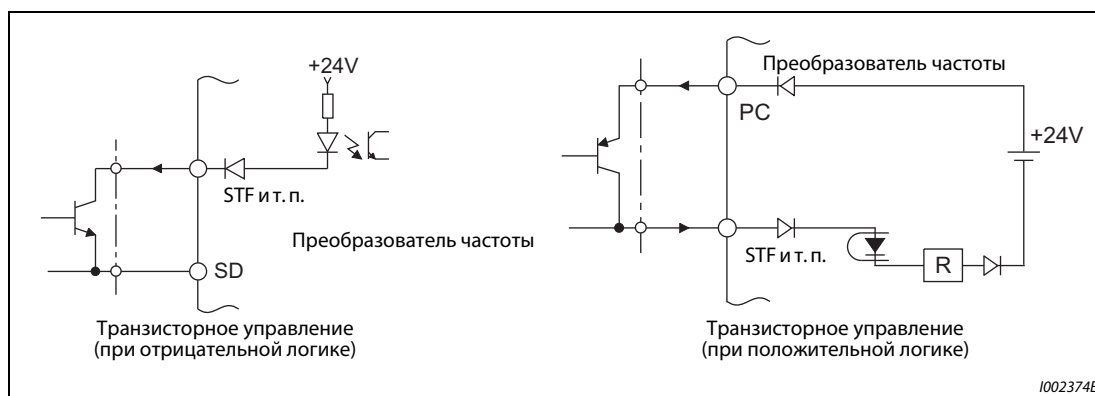 +24V
STF и т. п.
Преобразователь частоты
SD
Транзисторное управление
(при отрицательной логике)
Преобразователь частоты
PC
+24V
STF и т. п.
R
Транзисторное управление
(при положительной логике)
I002374E